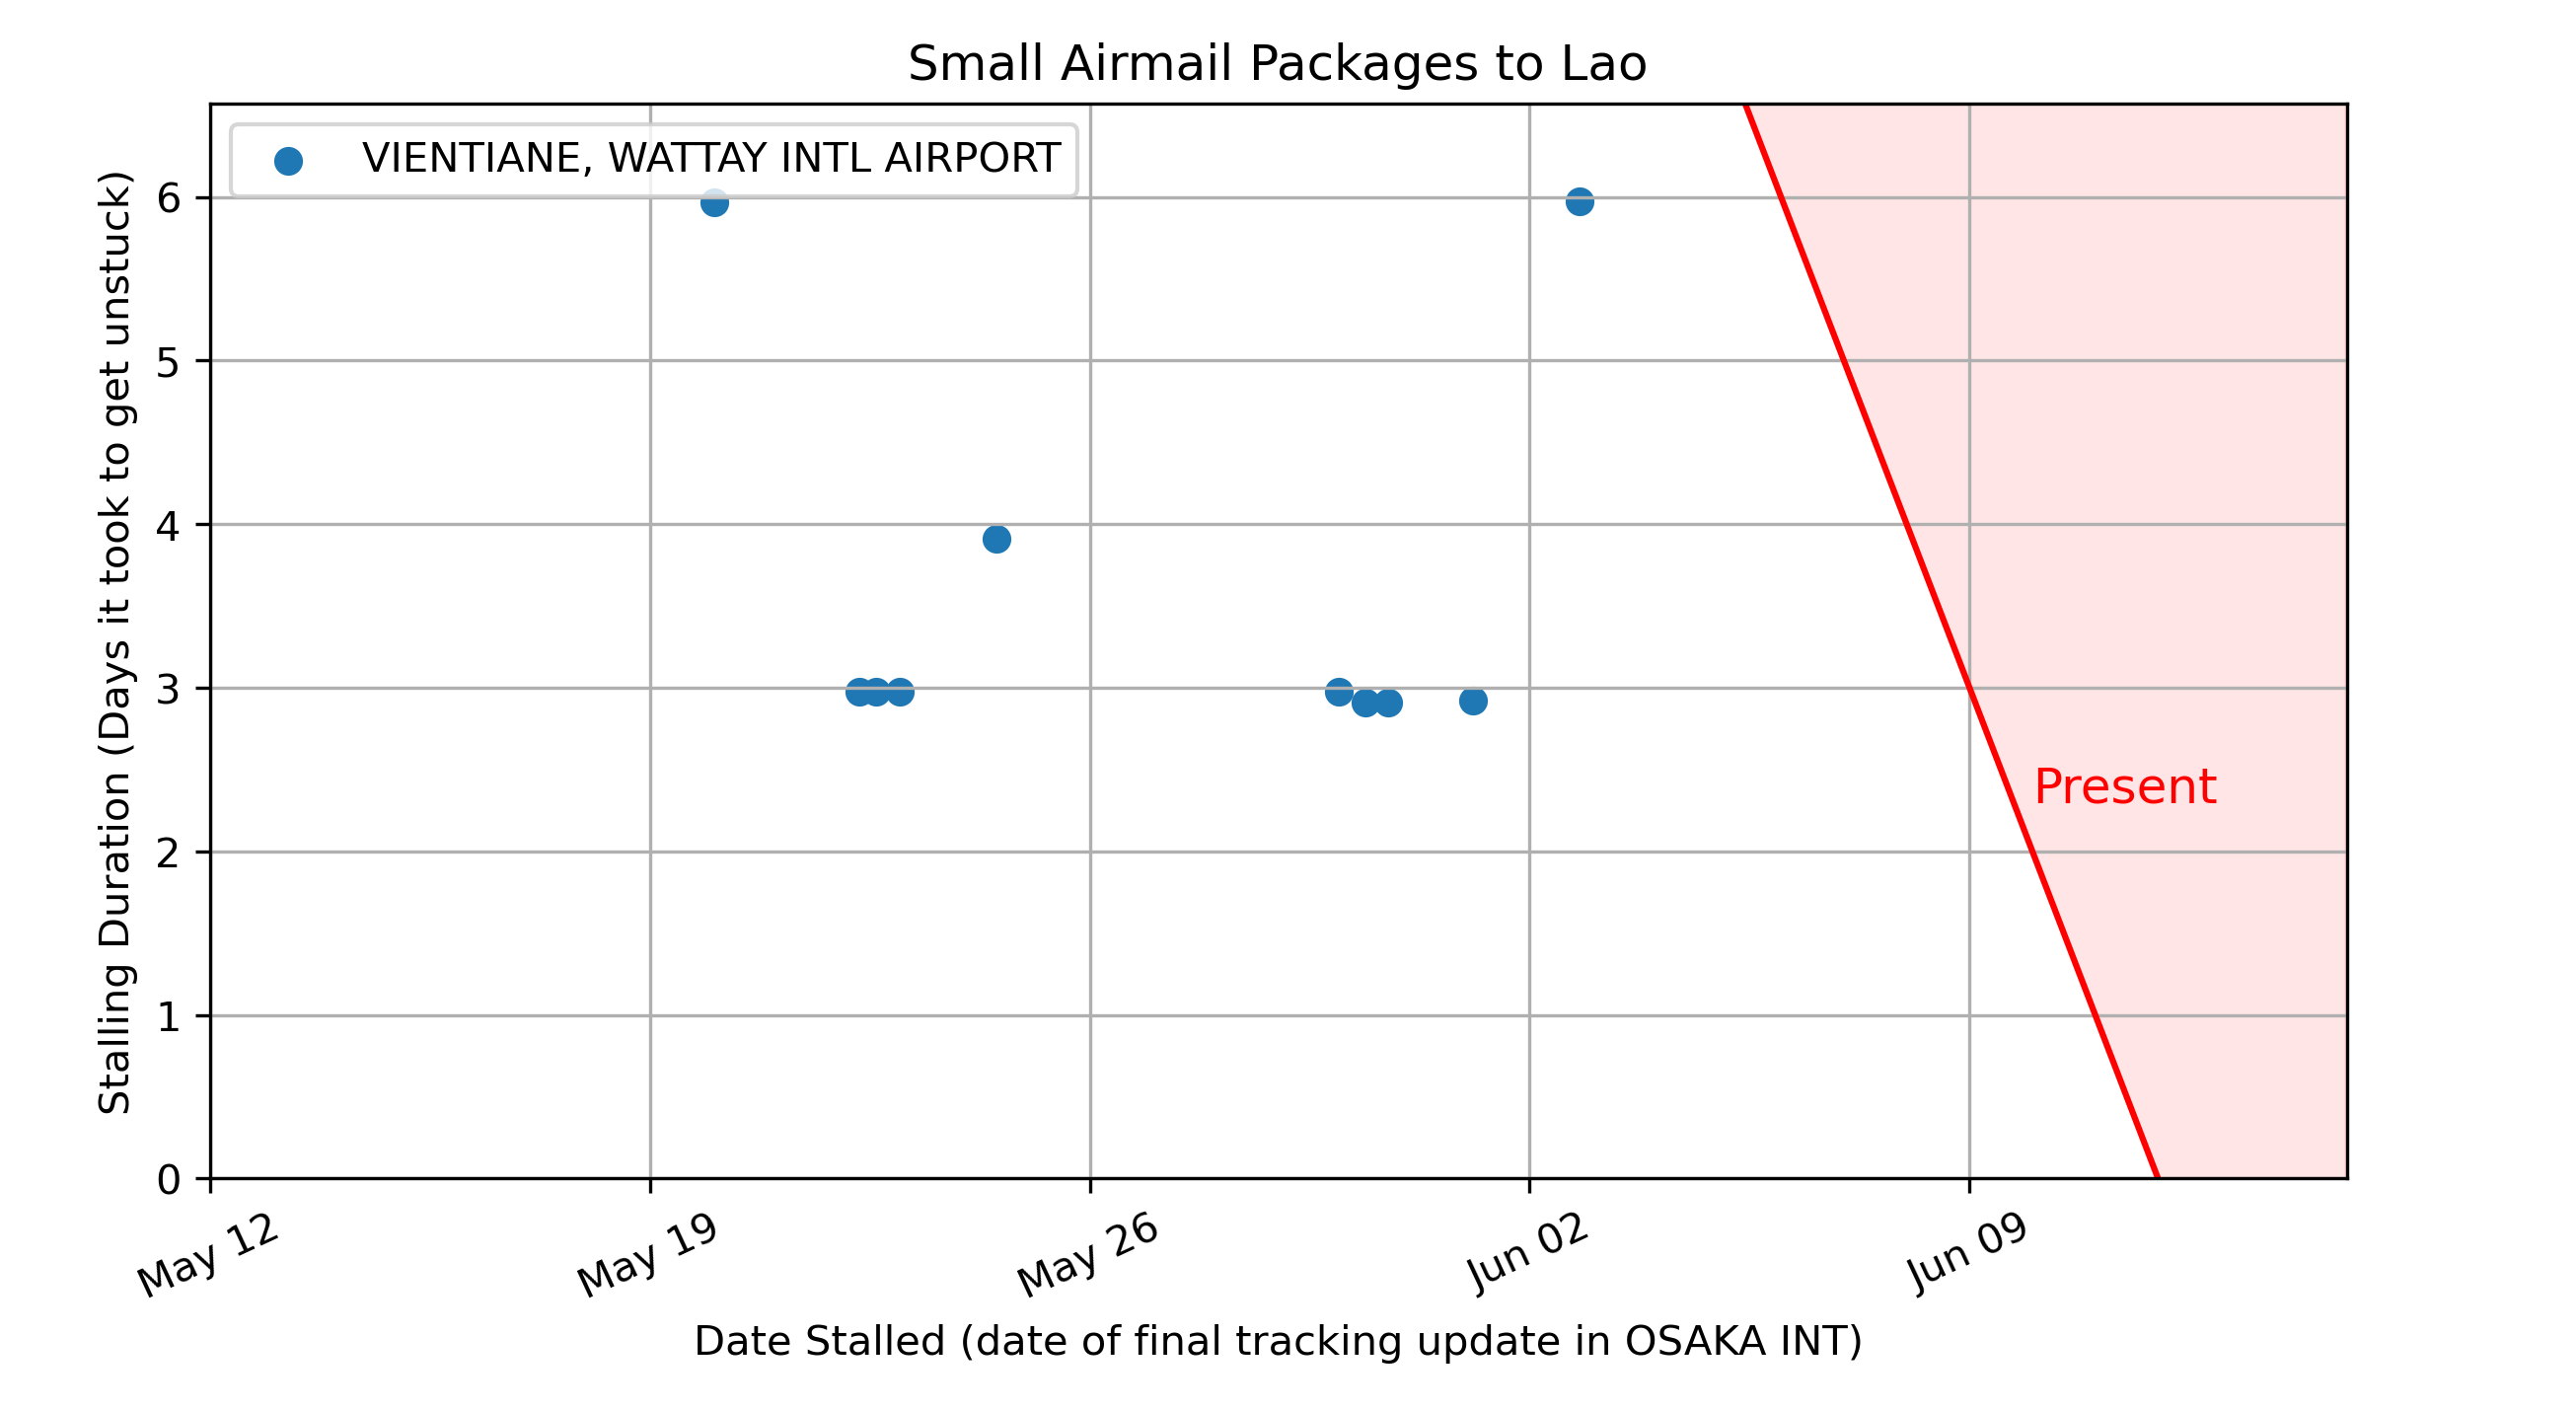 Small Airmail Packages to Lao
VIENTIANE, WATTAY INTL AIRPORT
Stalling Duration (Days it took to get unstuck)
6
5
4
3
2
1
0
Present
May 12
May 19
May 26
Jun 02
Jun 09
Date Stalled (date of final tracking update in OSAKA INT)